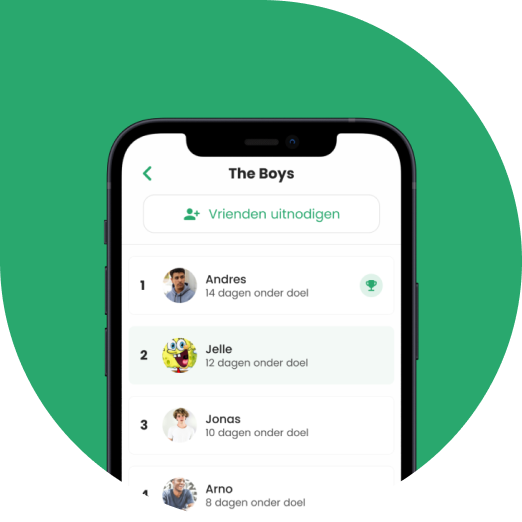 The Boys
Vrienden uitnodigen
1
Andres
14 dagen onder doel
2
Jelle
12 dagen onder doel
3
Jonas
10 dagen onder doel
4
Arno
8 dagen onder doel